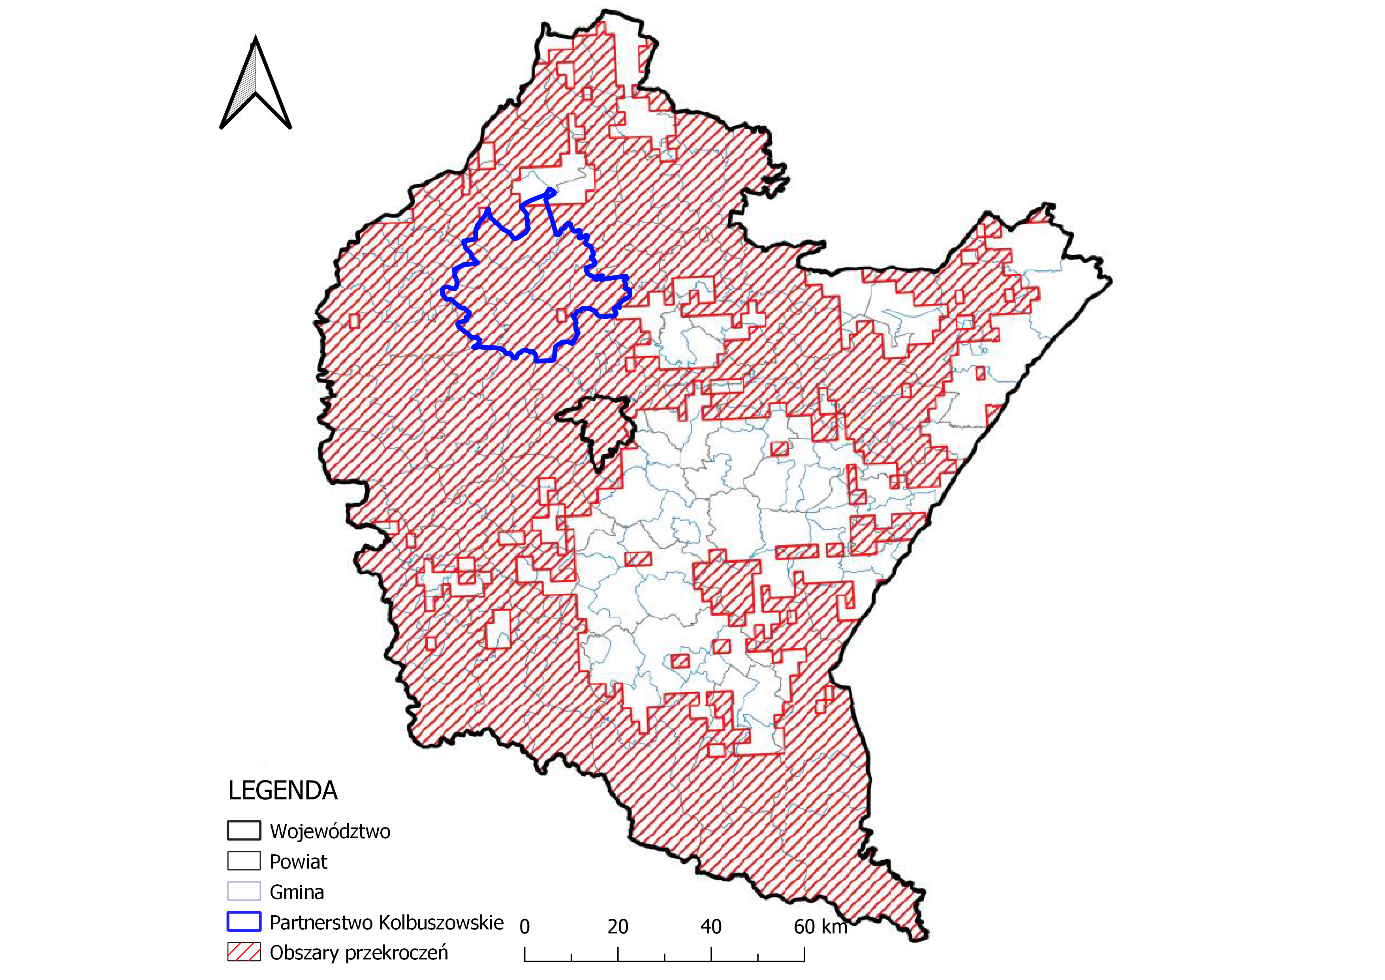 LEGENDA
Województwo
Powiat
Gmina
Partnerstwo Kolbuszowskie
Obszary przekroczeń
0 20 40 60 km